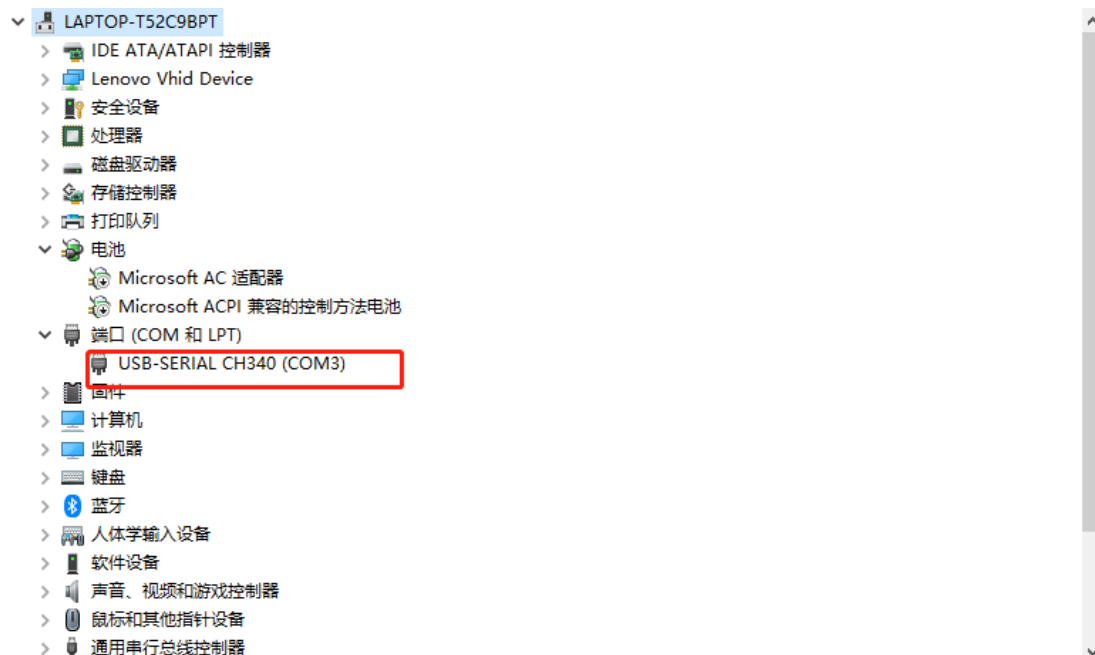 LAPTOP-T52C9BPT
IDE ATA/ATAPI 控制器
Lenovo Vhid Device
安全设备
处理器
磁盘驱动器
存储控制器
打印队列
电池
Microsoft AC 适配器
Microsoft ACPI 兼容的控制方法电池
端口 (COM 和 LPT)
USB-SERIAL CH340 (COM3)
固件
计算机
监视器
键盘
蓝牙
人体学输入设备
软件设备
声音、视频和游戏控制器
鼠标和其他指针设备
通用串行总线控制器